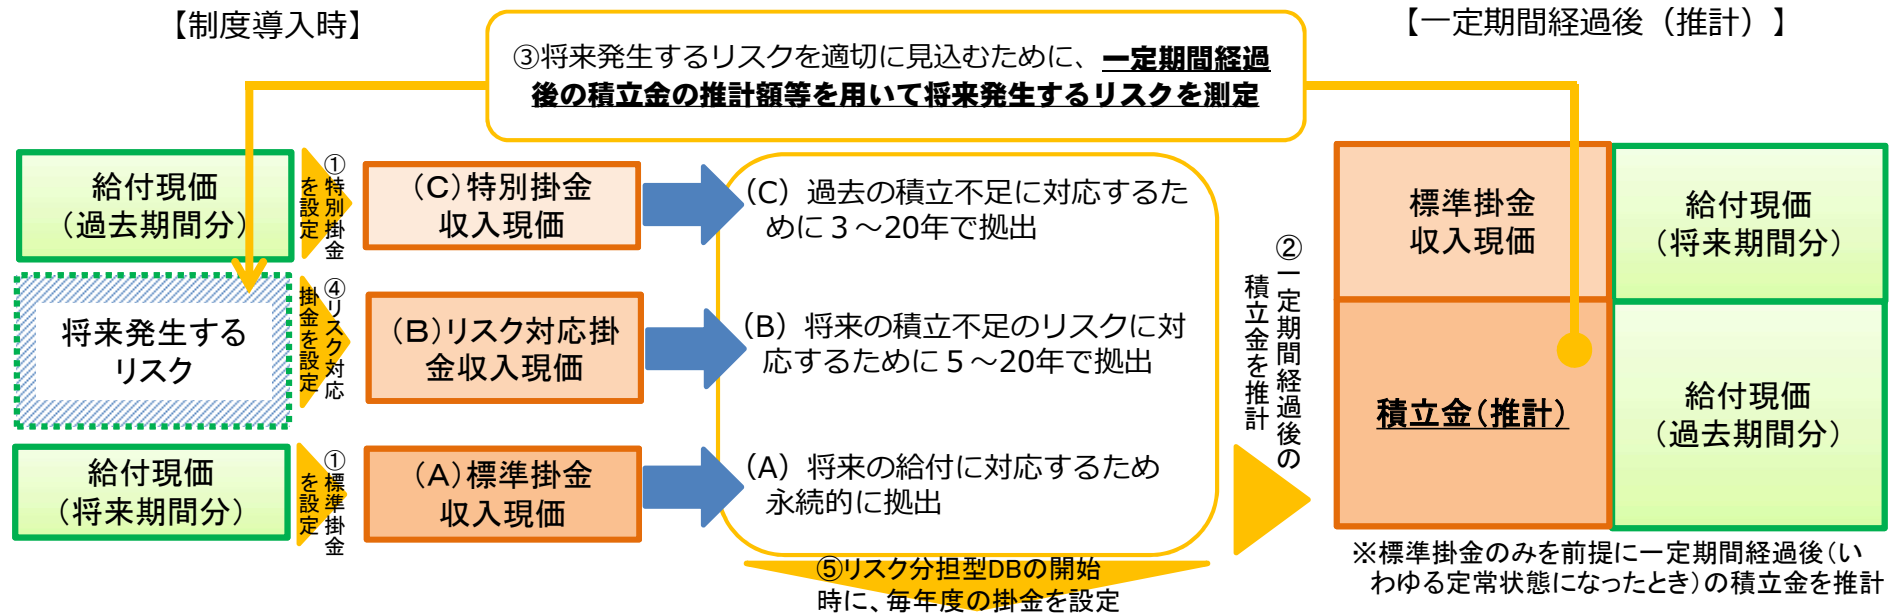 【制度導入時】
【一定期間経過後（推計）】
③将来発生するリスクを適切に見込むために、一定期間経過
後の積立金の推計額等を用いて将来発生するリスクを測定
給付現価
（過去期間分）
①特別掛金
を設定
（C）特別掛金
収入現価
（C）過去の積立不足に対応するた
めに３～20年で拠出
将来発生する
リスク
④リスク対応
掛金を設定
（B）リスク対応掛
金収入現価
（B）将来の積立不足のリスクに対
応するために５～20年で拠出
給付現価
（将来期間分）
①標準掛金
を設定
（A）標準掛金
収入現価
（A）将来の給付に対応するため
永続的に拠出
⑤リスク分担型DBの開始
時に、毎年度の掛金を設定
②一定期間経過後の
積立金を推計
標準掛金
収入現価
給付現価
（将来期間分）
積立金（推計）
給付現価
（過去期間分）
※標準掛金のみを前提に一定期間経過後（い
わゆる定常状態になったとき）の積立金を推計